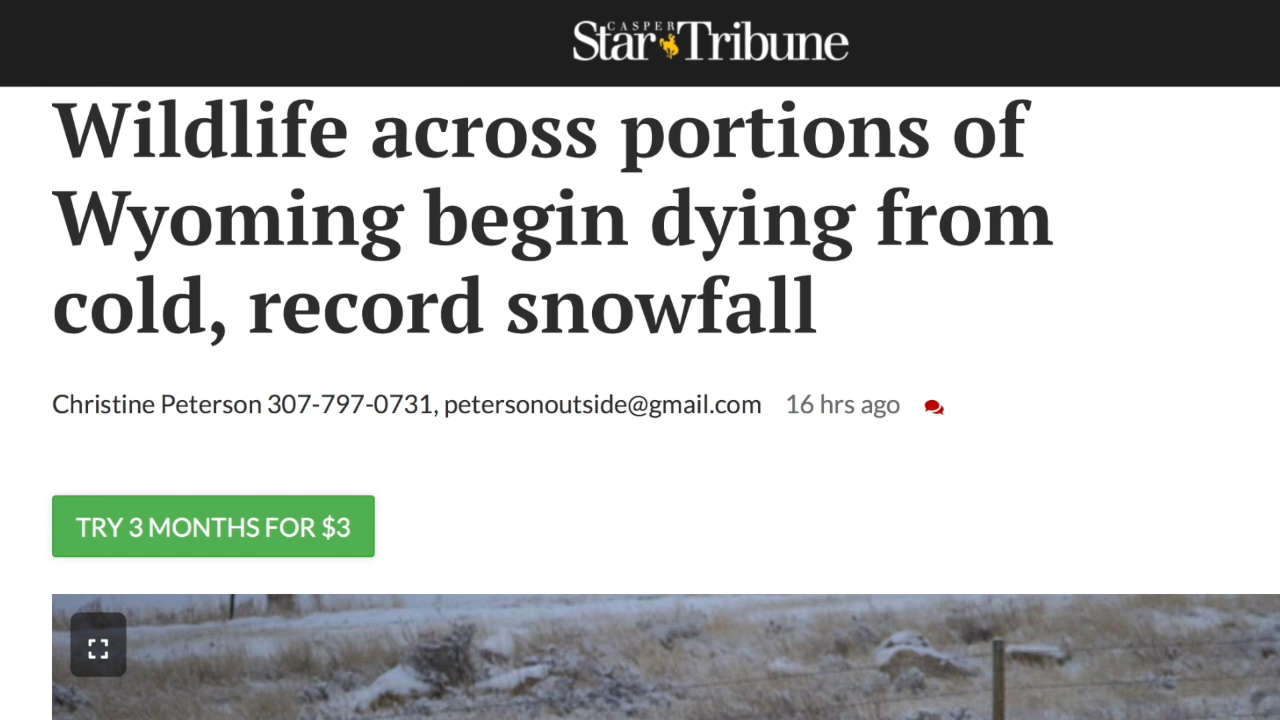 CASPER
Star Tribune
Wildlife across portions of
Wyoming begin dying from
cold, record snowfall
Christine Peterson 307-797-0731, petersonoutside@gmail.com 16 hrs ago
TRY 3 MONTHS FOR $3